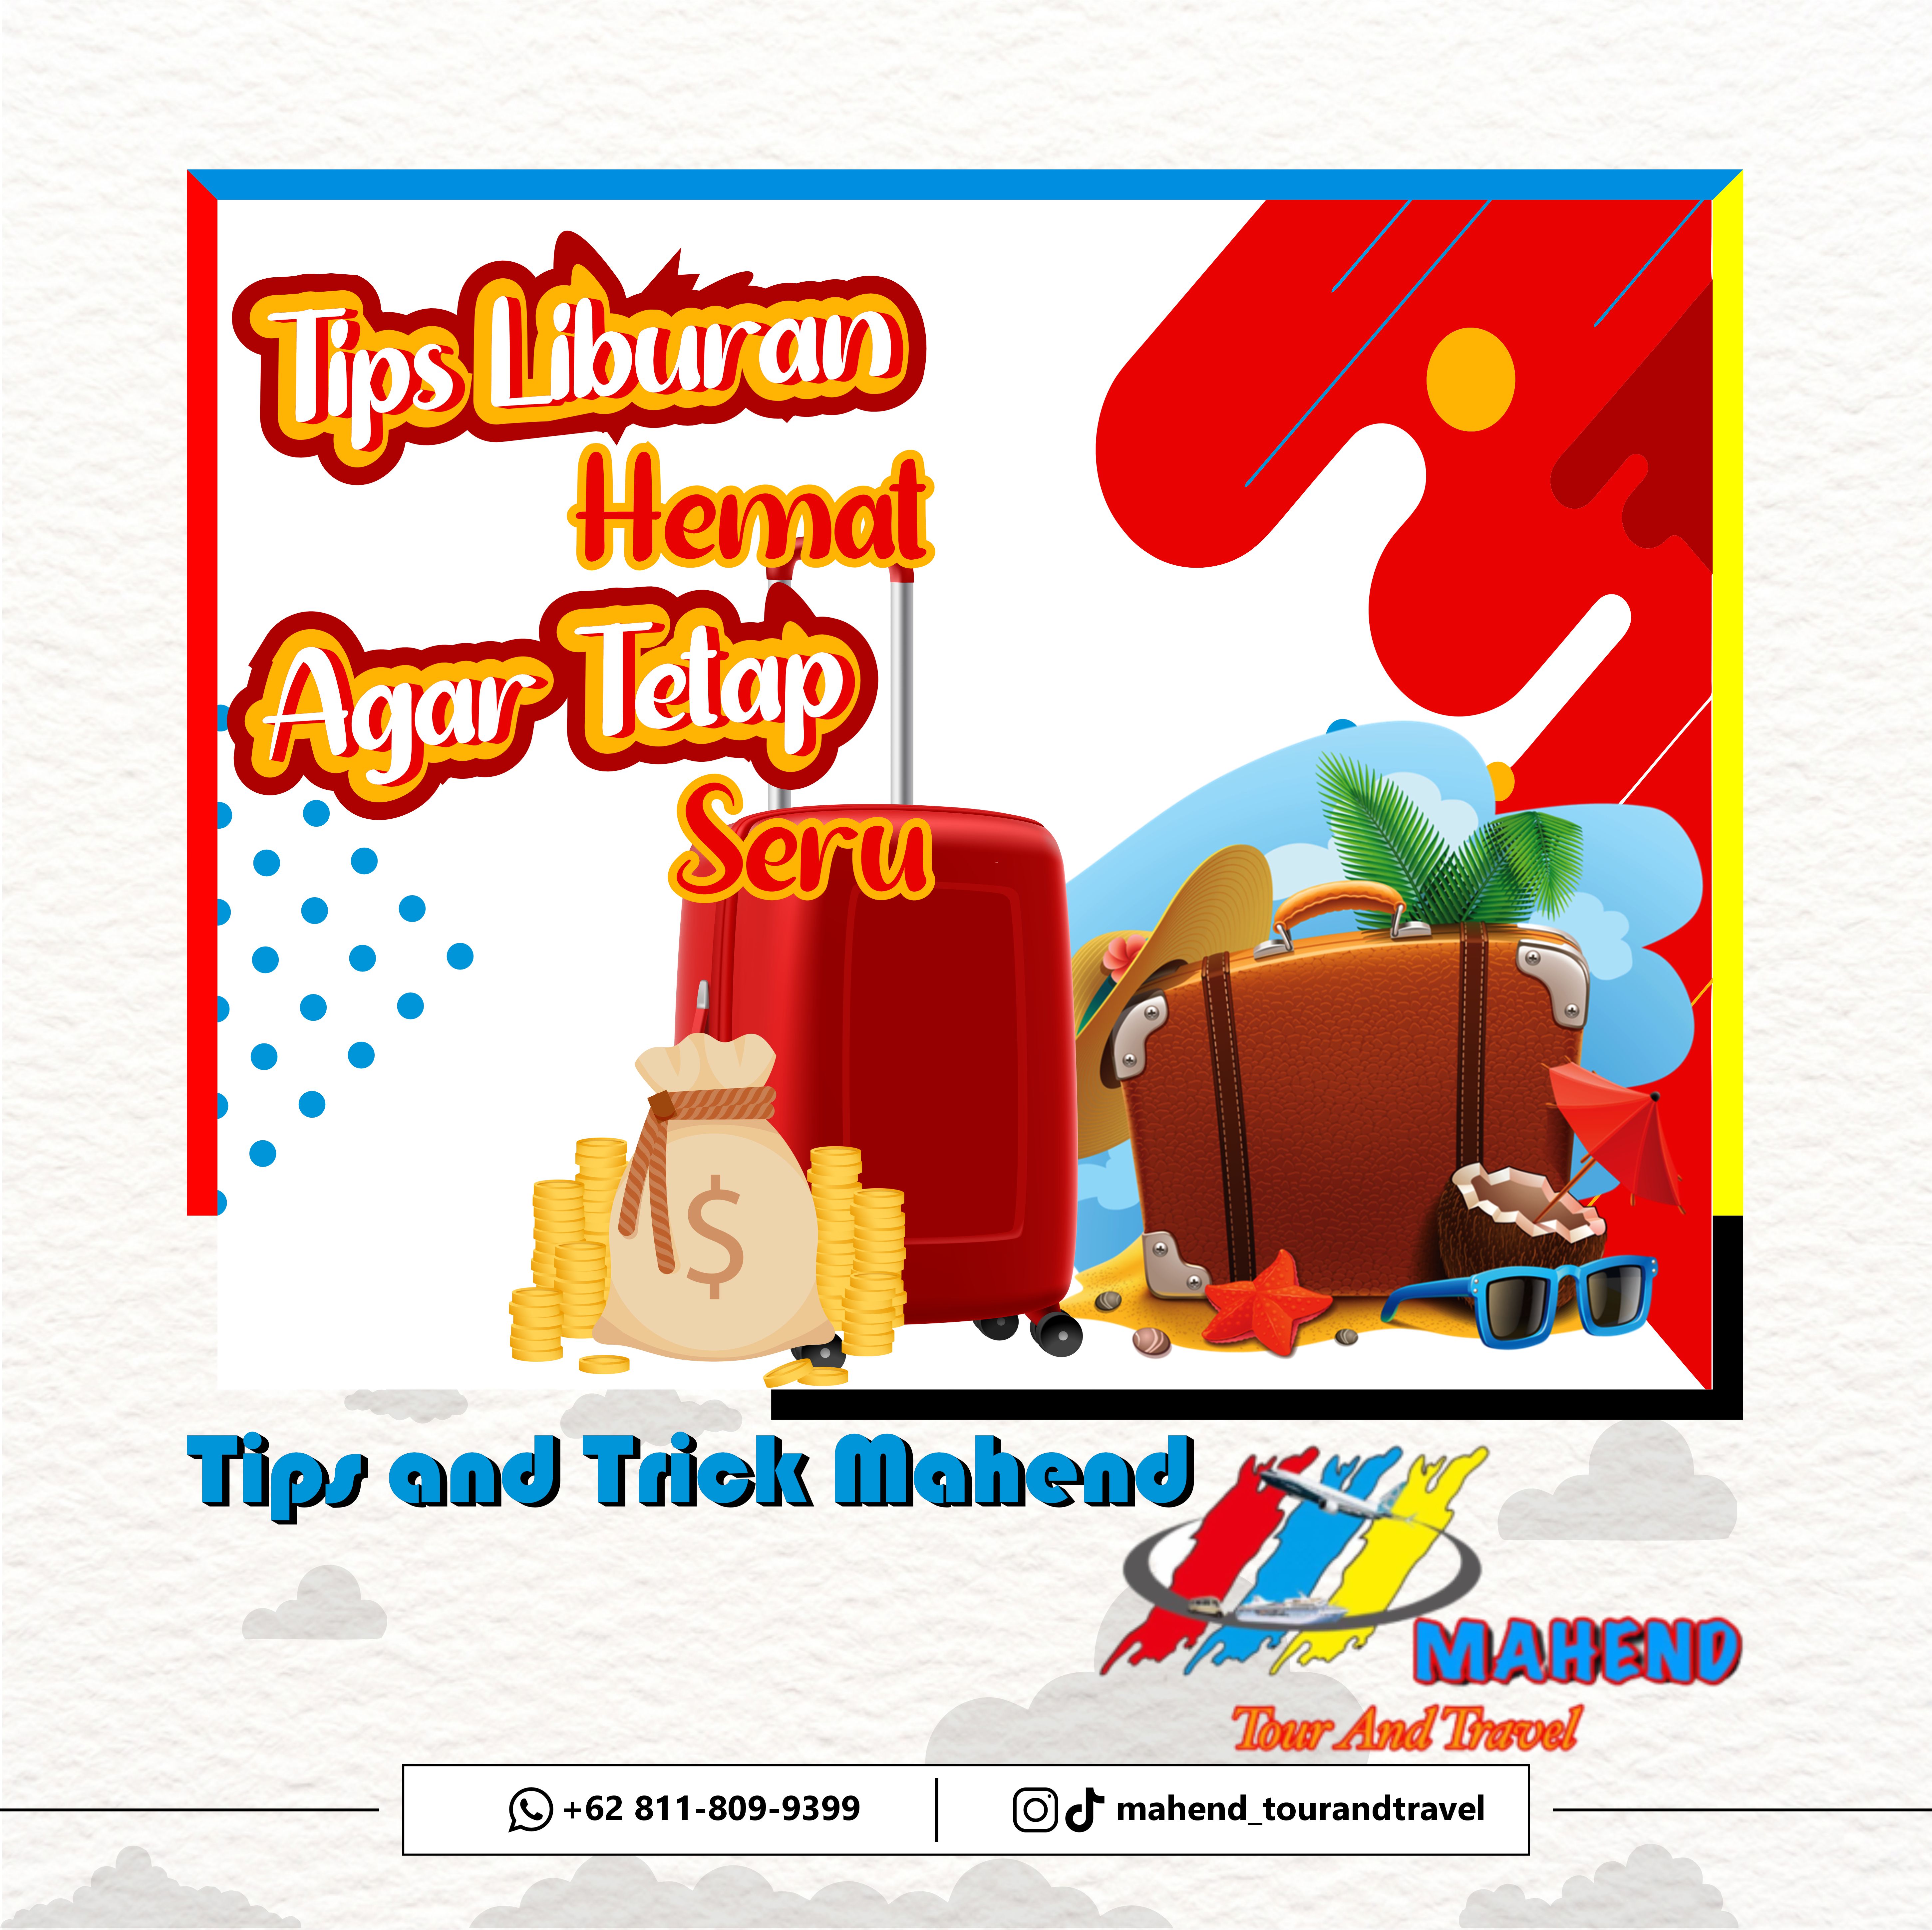 Tips Liburan
Hemat
Agar Tetap
Seru
$
Tips and Trick Mahend
MAHEND
Tour And Travel
+62 811-809-9399 | mahend_tourandtravel